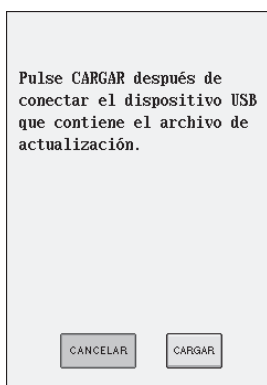 Pulse CARGAR después de
conectar el dispositivo USB
que contiene el archivo de
actualización.
CANCELAR CARGAR